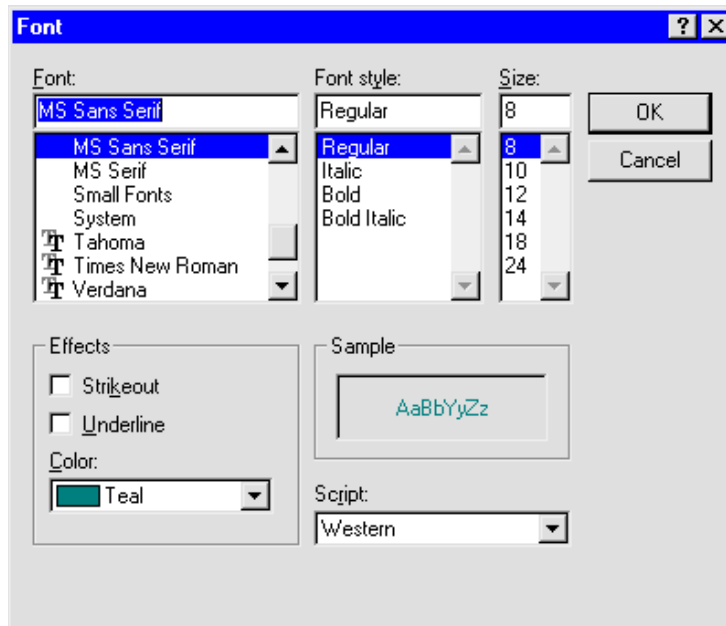 Font
Font: Font style: Size:
MS Sans Serif Regular 8 OK
MS Sans Serif Regular 8 Cancel
MS Serif Italic 10
Small Fonts Bold 12
System Bold Italic 14
Tahoma 18
Times New Roman 24
Verdana
Effects Sample
Strikeout
AaBbYyZz
Underline
Color:
Teal Script:
Western